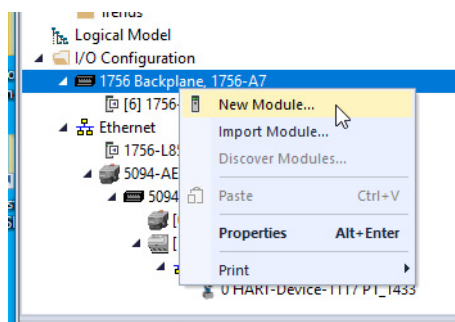 Trends
Logical Model
I/O Configuration
1756 Backplane, 1756-A7
[6] 1756-
New Module...
Import Module...
Ethernet
1756-L8
Discover Modules...
5094-AE
5094
Paste Ctrl+V
[
Properties Alt+Enter
[
Print
0 HART-Device-1117 PT_1433